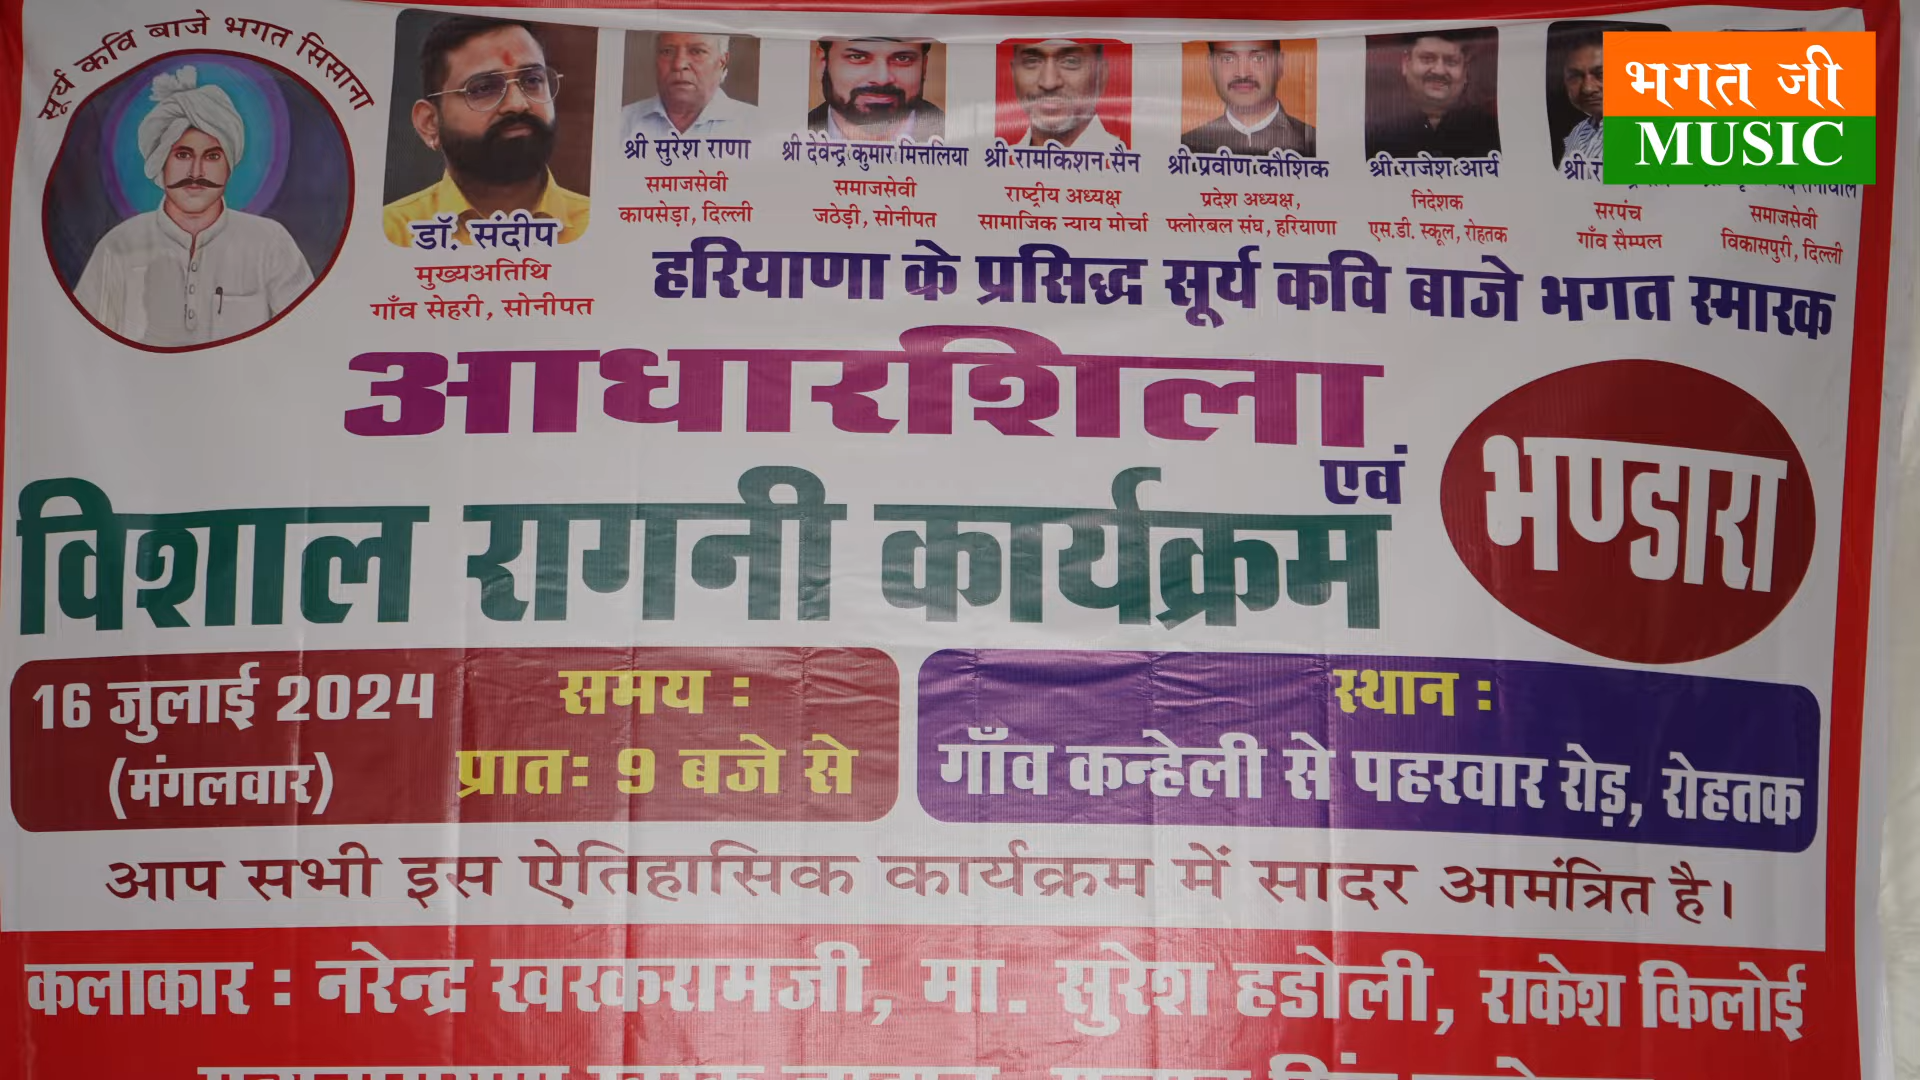 सूर्य कवि बाजे भगत सिसाना
भगत जी
MUSIC
डॉ. संदीप
मुख्यअतिथि
गाँव सेहरी, सोनीपत
श्री सुरेश राणा
समाजसेवी
कापसेड़ा, दिल्ली
श्री देवेन्द्र कुमार मित्तलिया
समाजसेवी
जठेड़ी, सोनीपत
श्री रामकिशन सैन
राष्ट्रीय अध्यक्ष
सामाजिक न्याय मोर्चा
श्री प्रवीण कौशिक
प्रदेश अध्यक्ष,
फ्लोरबल संघ, हरियाणा
श्री राजेश आर्य
निदेशक
एस.डी. स्कूल, रोहतक
श्री
सरपंच
गाँव सैम्पल
समाजसेवी
विकासपुरी, दिल्ली
हरियाणा के प्रसिद्ध सूर्य कवि बाजे भगत स्मारक
आधारशिला
एवं
विशाल रागनी कार्यक्रम
भण्डारा
16 जुलाई 2024
(मंगलवार)
समय :
प्रातः 9 बजे से
स्थान :
गाँव कन्हेली से पहरवार रोड़, रोहतक
आप सभी इस ऐतिहासिक कार्यक्रम में सादर आमंत्रित है।
कलाकार : नरेन्द्र खरकरामजी, मा. सुरेश हडोली, राकेश किलोई